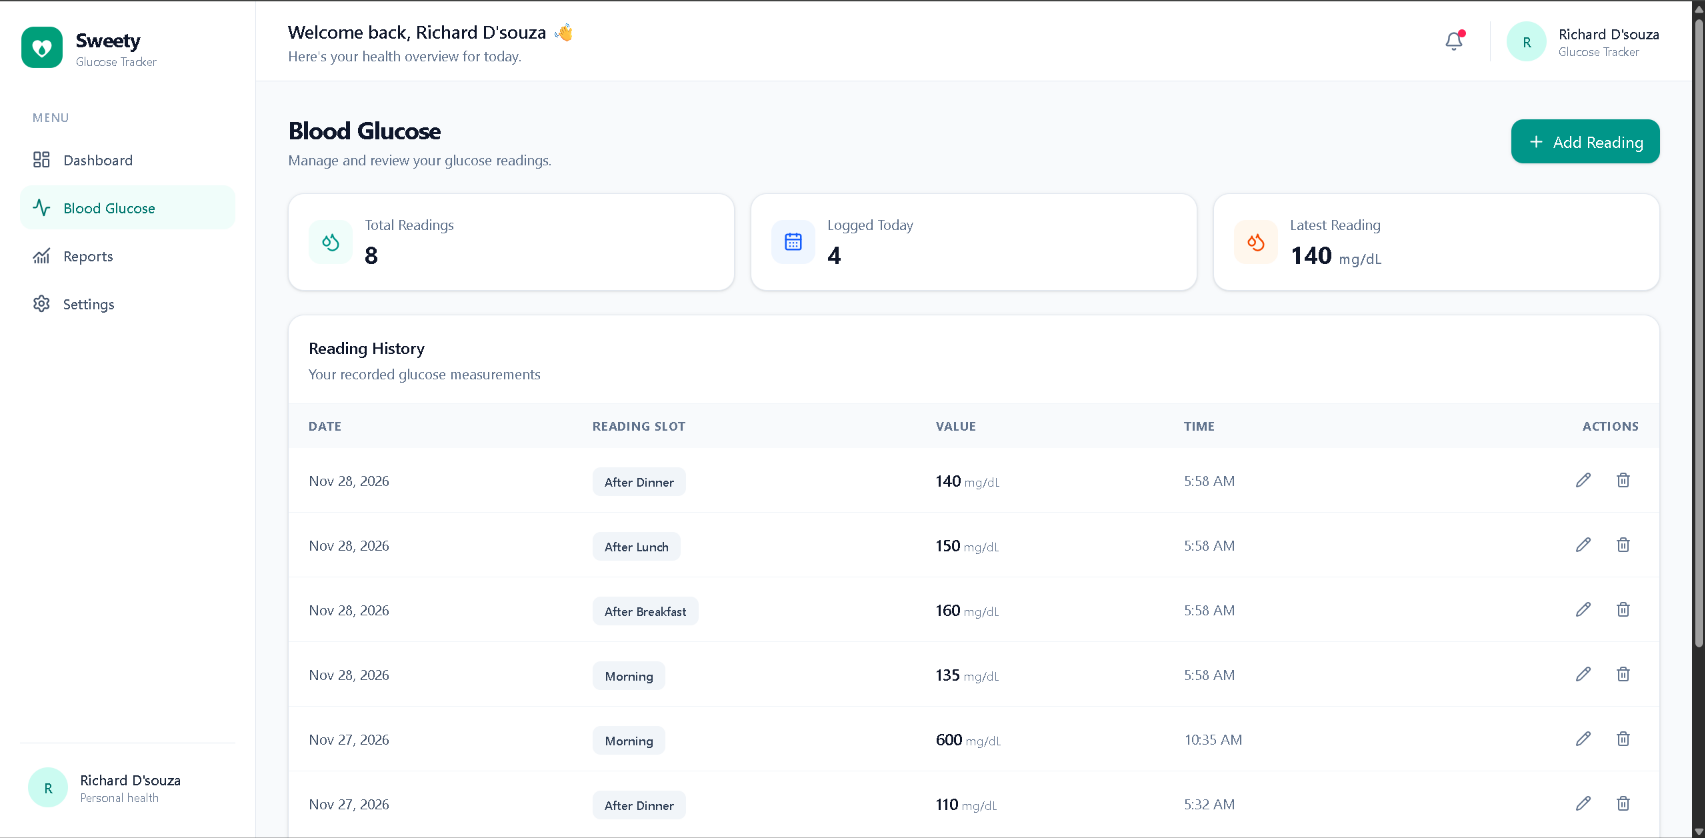 Sweety
Glucose Tracker
MENU
Dashboard
Blood Glucose
Reports
Settings
R
Richard D'souza
Personal health
Welcome back, Richard D'souza 👋
Here's your health overview for today.
R
Richard D'souza
Glucose Tracker
Blood Glucose
Manage and review your glucose readings.
+ Add Reading
Total Readings
8
Logged Today
4
Latest Reading
140 mg/dL
Reading History
Your recorded glucose measurements
DATE READING SLOT VALUE TIME ACTIONS
Nov 28, 2026 After Dinner 140 mg/dL 5:58 AM
Nov 28, 2026 After Lunch 150 mg/dL 5:58 AM
Nov 28, 2026 After Breakfast 160 mg/dL 5:58 AM
Nov 28, 2026 Morning 135 mg/dL 5:58 AM
Nov 27, 2026 Morning 600 mg/dL 10:35 AM
Nov 27, 2026 After Dinner 110 mg/dL 5:32 AM